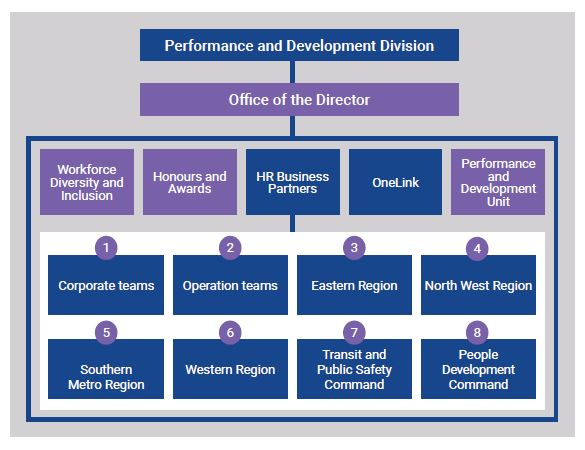 Performance and Development Division
Office of the Director
Workforce
Diversity and
Inclusion
Honours and
Awards
HR Business
Partners
OneLink
Performance
and
Development
Unit
1
Corporate teams
2
Operation teams
3
Eastern Region
4
North West Region
5
Southern
Metro Region
6
Western Region
7
Transit and
Public Safety
Command
8
People
Development
Command